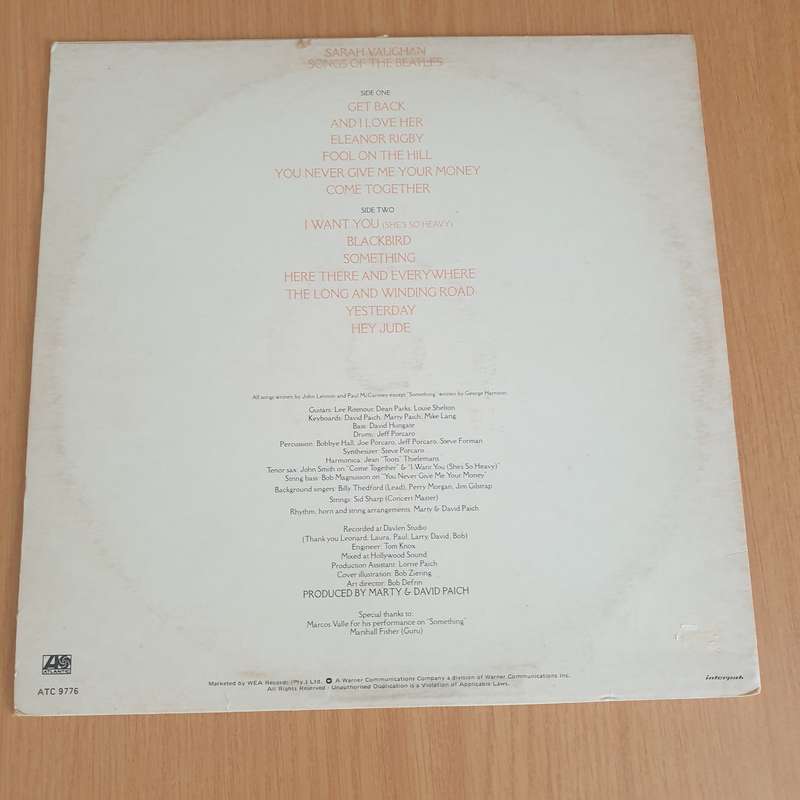 SARAH VAUGHAN
SONGS OF THE BEATLES
SIDE ONE
GET BACK
AND I LOVE HER
ELEANOR RIGBY
FOOL ON THE HILL
YOU NEVER GIVE ME YOUR MONEY
COME TOGETHER
SIDE TWO
I WANT YOU (SHE'S SO HEAVY)
BLACKBIRD
SOMETHING
HERE THERE AND EVERYWHERE
THE LONG AND WINDING ROAD
YESTERDAY
HEY JUDE
All songs written by John Lennon and Paul McCartney except "Something" written by George Harrison.
Guitars: Lee Ritenour, Dean Parks, Louie Shelton
Keyboards: David Paich, Marty Paich, Mike Lang
Bass: David Hungate
Drums: Jeff Porcaro
Percussion: Bobbye Hall, Joe Porcaro, Jeff Porcaro, Steve Forman
Synthesizer: Steve Porcaro
Harmonica: Jean "Toots" Thielemans
Tenor sax: John Smith on "Come Together" & "I Want You (She's So Heavy)"
String bass: Bob Magnusson on "You Never Give Me Your Money"
Background singers: Billy Thedford (Lead), Perry Morgan, Jim Gilstrap
Strings: Sid Sharp (Concert Master)
Rhythm, horn and string arrangements: Marty & David Paich
Recorded at Davlen Studio
(Thank you Leonard, Laura, Paul, Larry, David, Bob)
Engineer: Tom Knox
Mixed at Hollywood Sound
Production Assistant: Lorrie Paich
Cover illustration: Bob Ziering
Art director: Bob Defrin
PRODUCED BY MARTY & DAVID PAICH
Special thanks to:
Marcos Valle for his performance on "Something"
Marshall Fisher (Guru)
ATLANTIC
ATC 9776
Marketed by WEA Records (Pty.) Ltd. A Warner Communications Company a division of Warner Communications Inc.
All Rights Reserved · Unauthorised Duplication is a Violation of Applicable Laws.
interpak